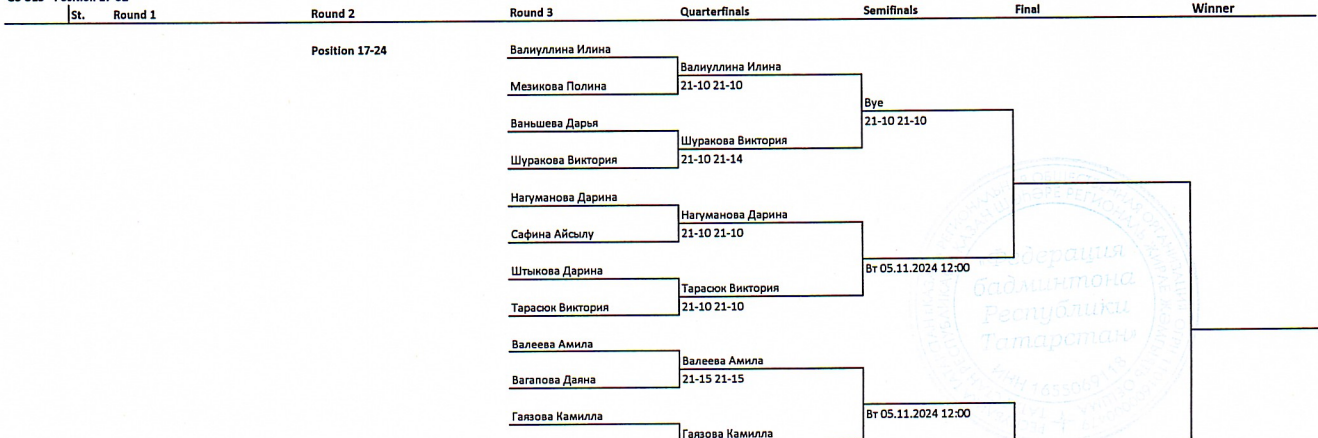 St. Round 1 Round 2 Round 3 Quarterfinals Semifinals Final Winner
Position 17-24
Валиуллина Илина
Валиуллина Илина
Мезикова Полина
21-10 21-10
Bye
Ваньшева Дарья
21-10 21-10
Шуракова Виктория
Шуракова Виктория
21-10 21-14
Нагуманова Дарина
Нагуманова Дарина
Сафина Айсылу
21-10 21-10
Штыкова Дарина
Вт 05.11.2024 12:00
Тарасюк Виктория
Тарасюк Виктория
21-10 21-10
Валеева Амила
Валеева Амила
Вагапова Даяна
21-15 21-15
Гаязова Камилла
Вт 05.11.2024 12:00
Гаязова Камилла
Федерация
бадминтона
Республики
Татарстан